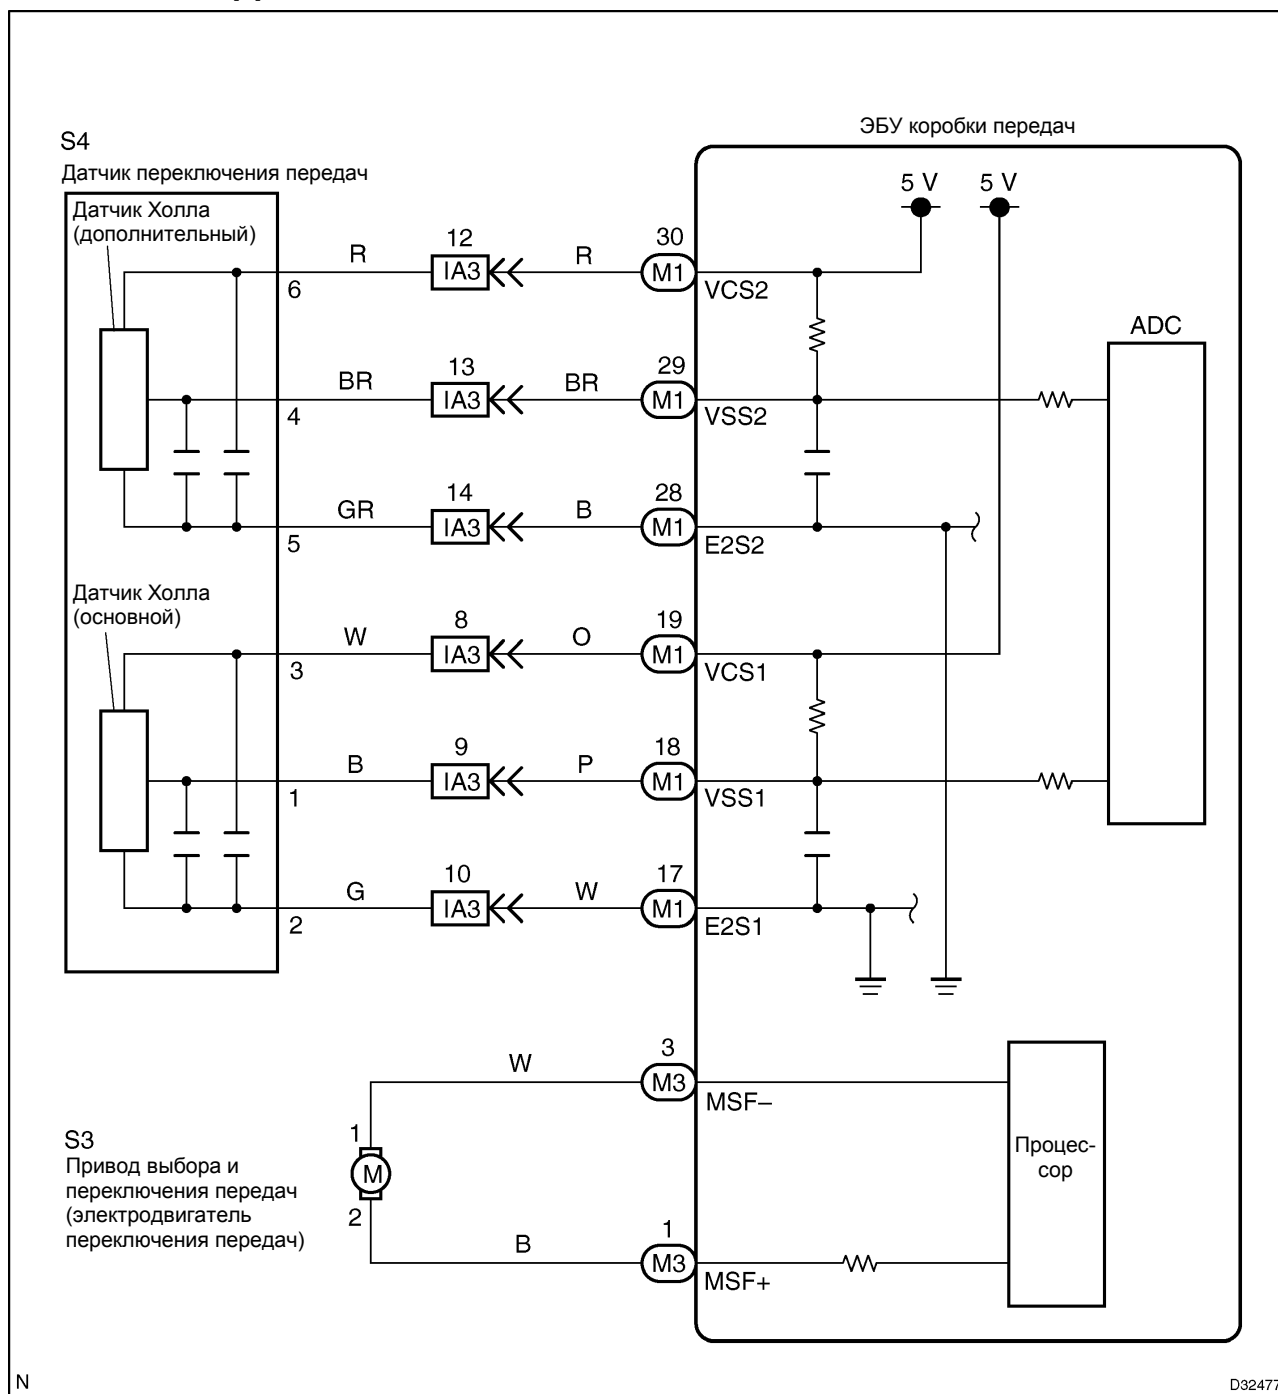 ЭБУ коробки передач
S4
Датчик переключения передач
5 V 5 V
Датчик Холла
(дополнительный)
R 12 IA3 R 30 M1
6 VCS2
ADC
BR 13 IA3 BR 29 M1
4 VSS2
GR 14 IA3 B 28 M1
5 E2S2
Датчик Холла
(основной)
W 8 IA3 O 19 M1
3 VCS1
B 9 IA3 P 18 M1
1 VSS1
G 10 IA3 W 17 M1
2 E2S1
W 3 M3
MSF–
S3
Привод выбора и
переключения передач
(электродвигатель
переключения передач)
1
M
2
Процес-
сор
B 1 M3
MSF+
N
D32477